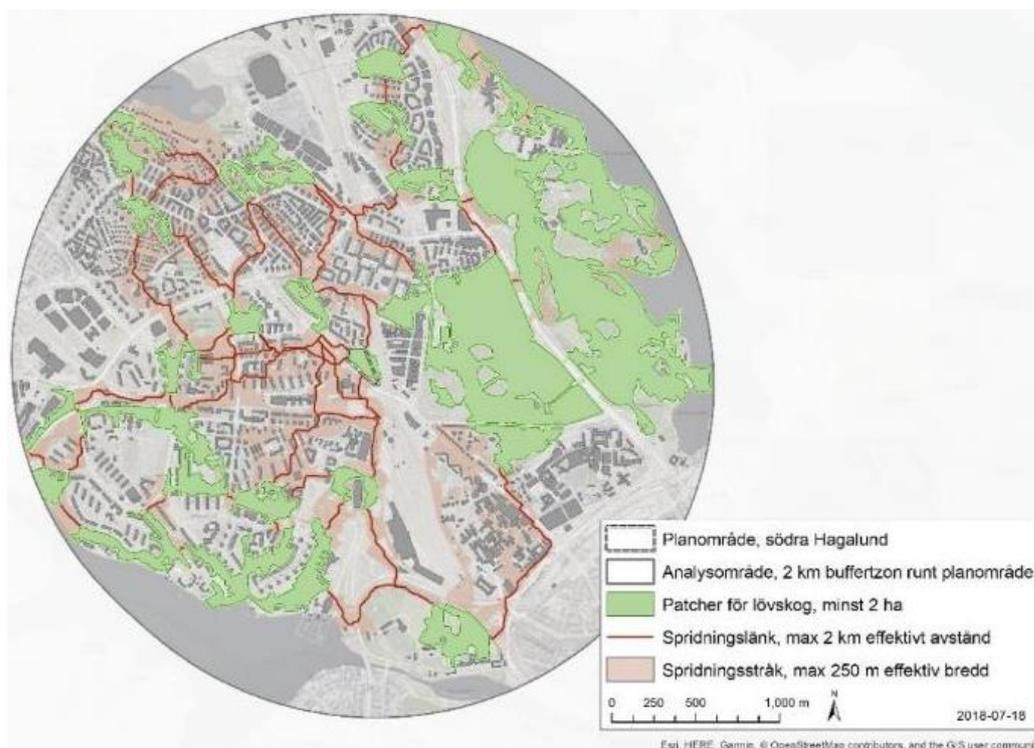 Planområde, södra Hagalund
Analysområde, 2 km buffertzon runt planområde
Patcher för lövskog, minst 2 ha
Spridningslänk, max 2 km effektivt avstånd
Spridningsstråk, max 250 m effektiv bredd
0 250 500 1,000 m
N
2018-07-18
Esri, HERE, Garmin, © OpenStreetMap contributors, and the GIS user communi